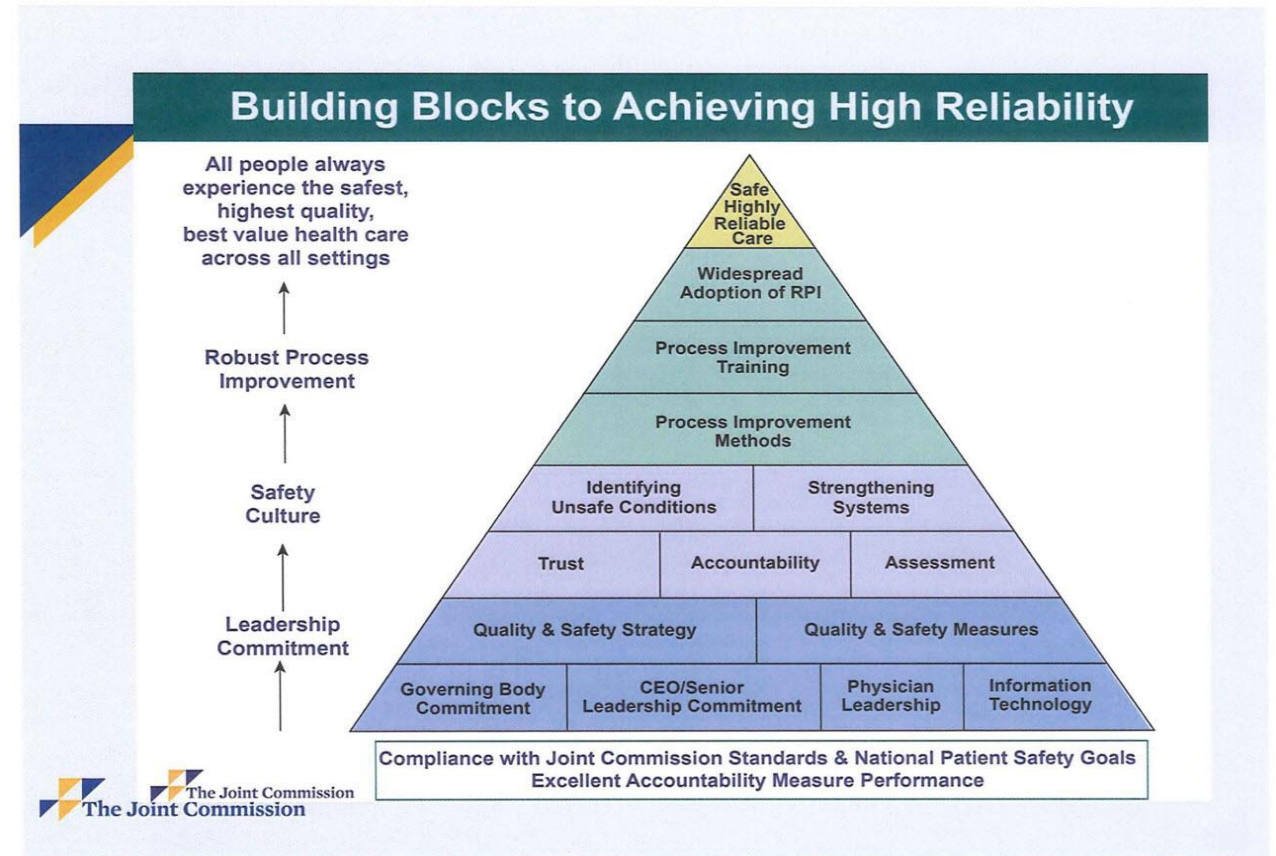 Building Blocks to Achieving High Reliability
All people always
experience the safest,
highest quality,
best value health care
across all settings
Robust Process
Improvement
Safety
Culture
Leadership
Commitment
Safe
Highly
Reliable
Care
Widespread
Adoption of RPI
Process Improvement
Training
Process Improvement
Methods
Identifying
Unsafe Conditions
Strengthening
Systems
Trust
Accountability
Assessment
Quality & Safety Strategy
Quality & Safety Measures
Governing Body
Commitment
CEO/Senior
Leadership Commitment
Physician
Leadership
Information
Technology
Compliance with Joint Commission Standards & National Patient Safety Goals
Excellent Accountability Measure Performance
The Joint Commission
The Joint Commission